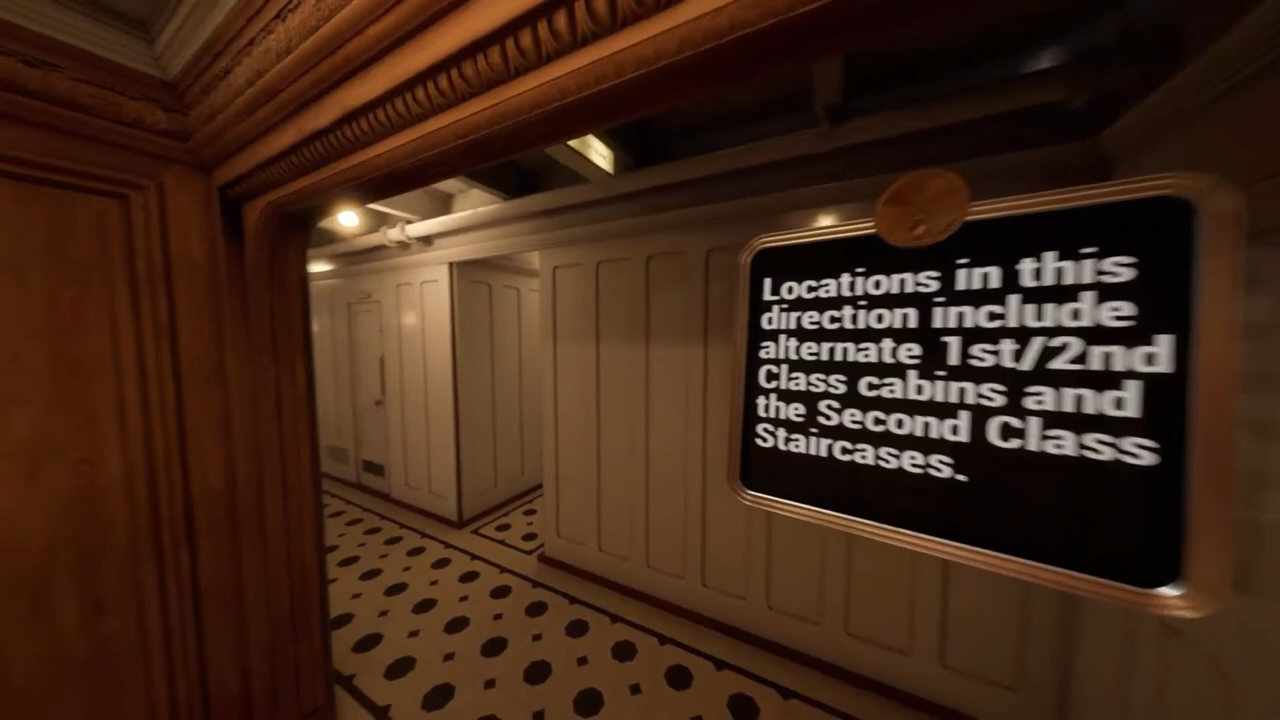 Locations in this
direction include
alternate 1st/2nd
Class cabins and
the Second Class
Staircases.